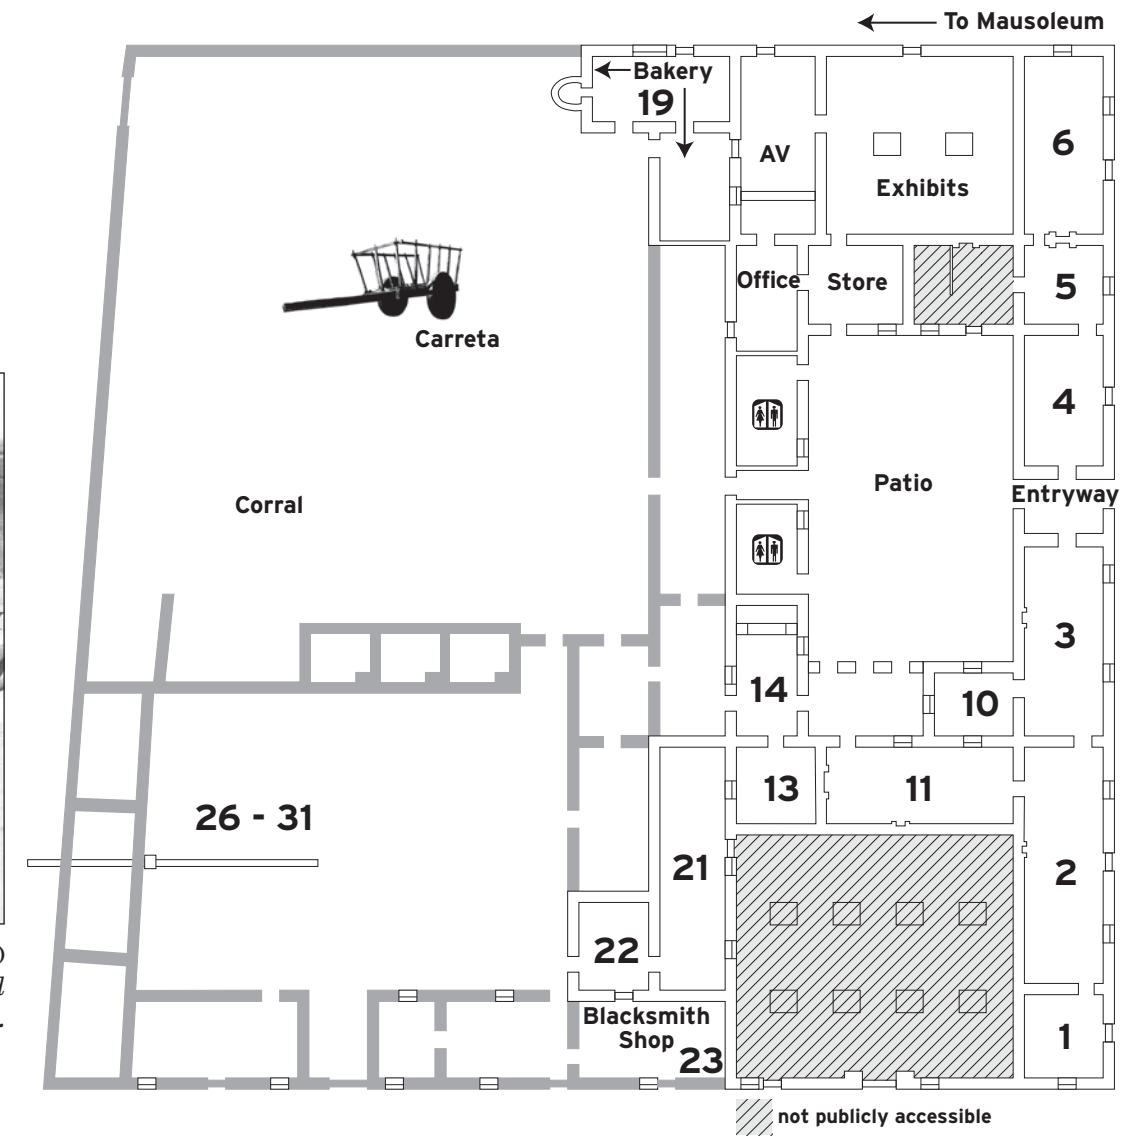 To Mausoleum
Bakery
19
AV
Exhibits
6
Office
Store
5
Carreta
4
Corral
Patio
Entryway
3
14
10
13
11
26 - 31
21
2
22
Blacksmith
Shop
23
1
not publicly accessible
)
l
.